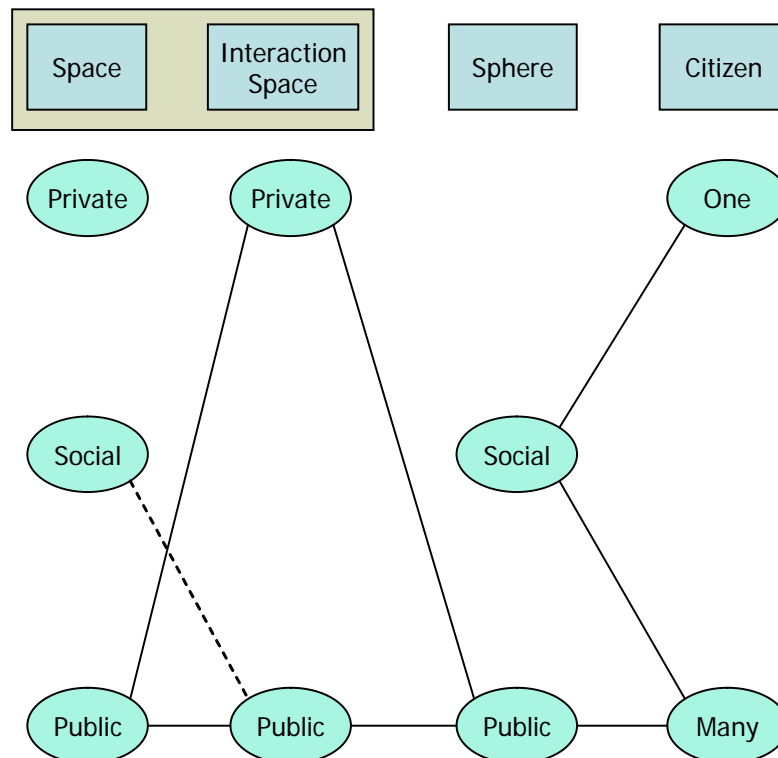 Space
Interaction
Space
Sphere
Citizen
Private
Private
One
Social
Social
Public
Public
Public
Many